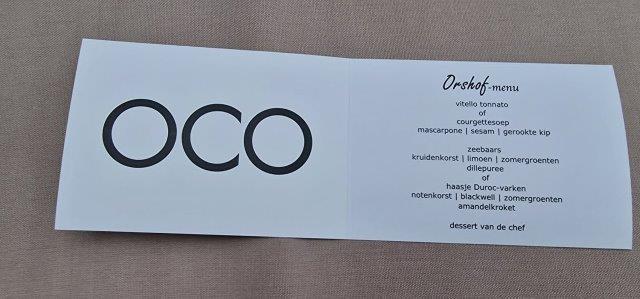 OCO
Orshof-menu
vitello tonnato
of
courgettesoep
mascarpone | sesam | gerookte kip
zeebaars
kruidenkorst | limoen | zomergroenten
dillepuree
of
haasje Duroc-varken
notenkorst | blackwell | zomergroenten
amandelkroket
dessert van de chef